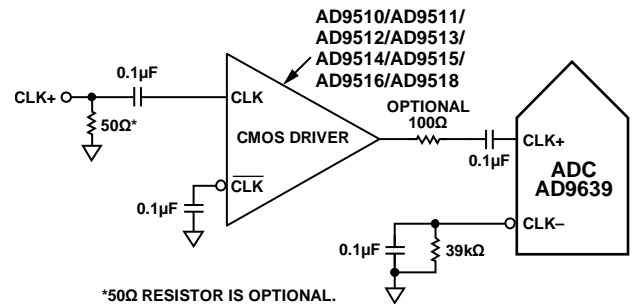 AD9510/AD9511/
AD9512/AD9513/
AD9514/AD9515/
AD9516/AD9518
0.1µF
CLK+
50Ω*
CLK
CMOS DRIVER
CLK
0.1µF
OPTIONAL
100Ω
0.1µF
CLK+
ADC
AD9639
CLK–
0.1µF
39kΩ
*50Ω RESISTOR IS OPTIONAL.